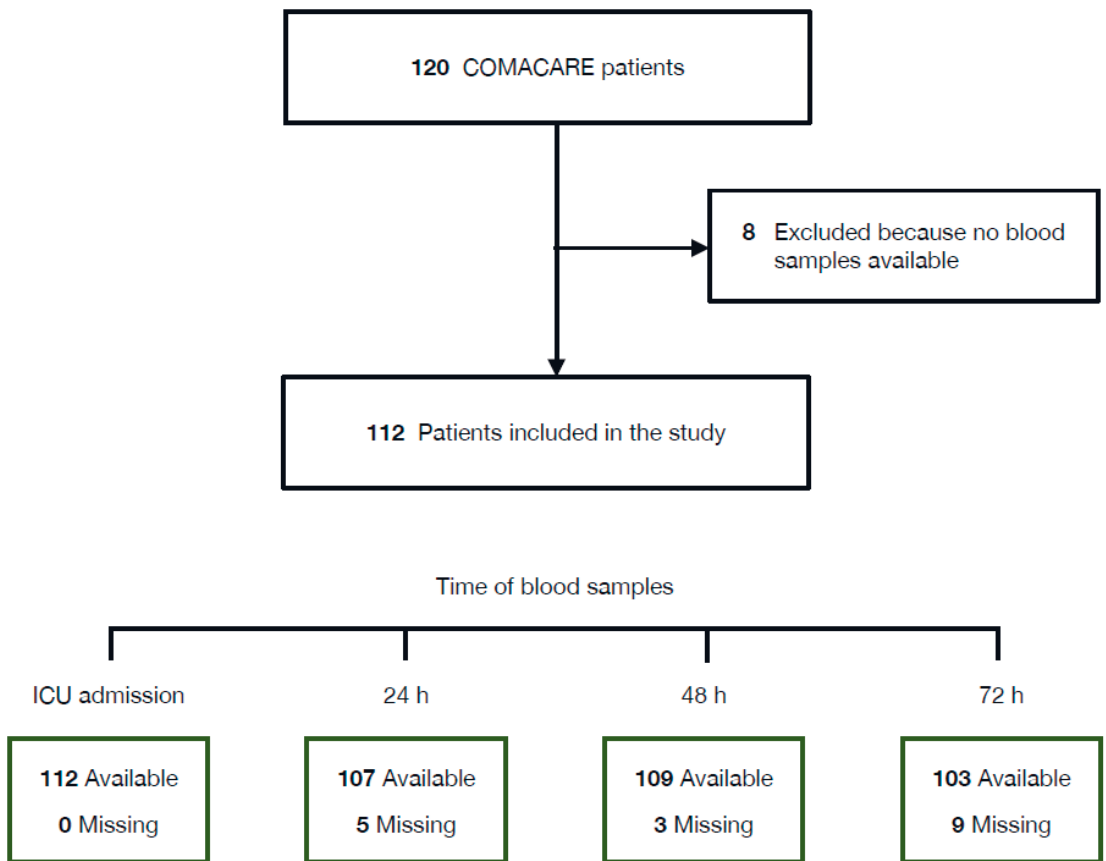 120 COMACARE patients
8 Excluded because no blood
samples available
112 Patients included in the study
Time of blood samples
ICU admission
24 h
48 h
72 h
112 Available
0 Missing
107 Available
5 Missing
109 Available
3 Missing
103 Available
9 Missing